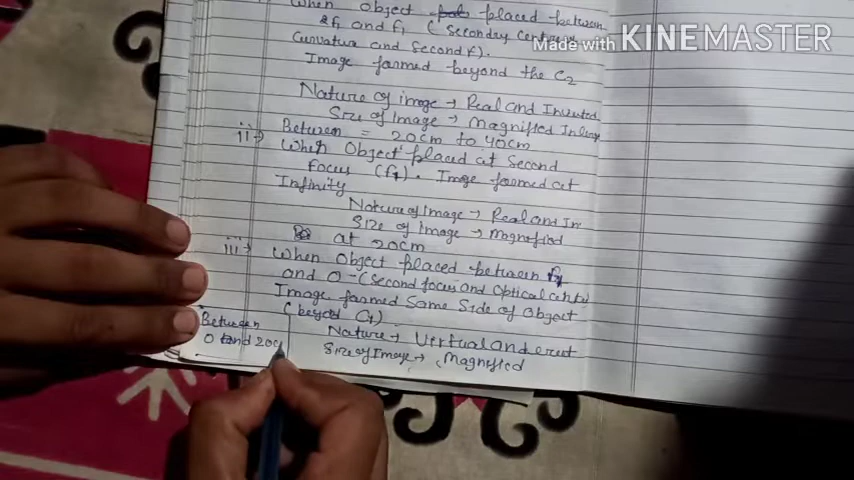 When object placed between
2f1 and f1 (Secondary Centre
Curvature and Second f).
Made with KINEMASTER
Image formed beyond the C2
Nature of image → Real and Inverted
Size of image → magnified
ii→ Between = 20cm to 40cm
When Object placed at Second
Focus (f1). Image formed at
Infinity
Nature of image → Real and In
Size of image → magnified
at 20cm
iii→ When Object placed between f1
and O - (Second focus and Optical centre
Image formed Same Side of Object
(beyond C1)
Between
O and 20c
Nature → Virtual and erect
Size of Image → Magnified